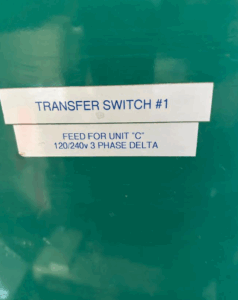 TRANSFER SWITCH #1
FEED FOR UNIT "C"
120/240v 3 PHASE DELTA